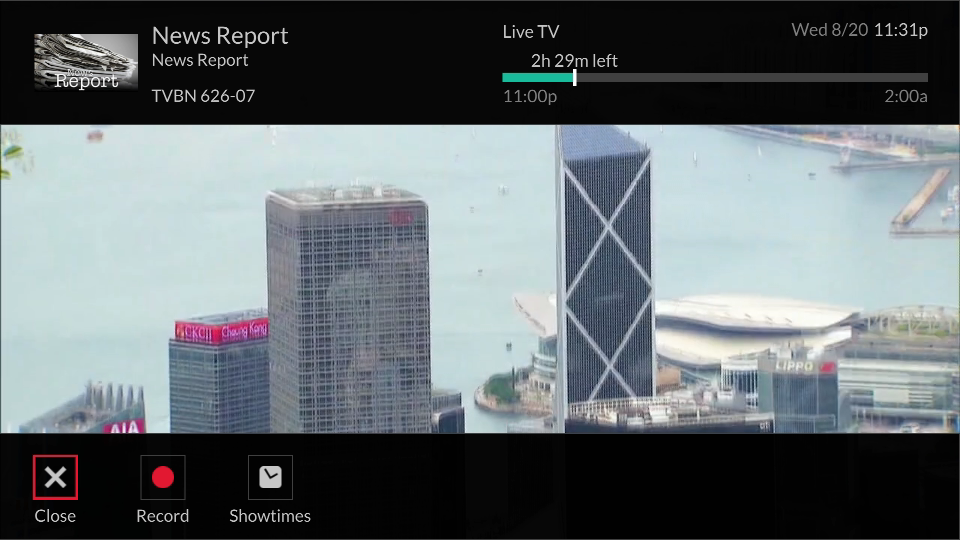 News Report
News Report
TVBN 626-07
Report
Live TV
2h 29m left
11:00p
2:00a
Wed 8/20 11:31p
CKCII Cheung Kong
LIPPO
AIA
Close
Record
Showtimes